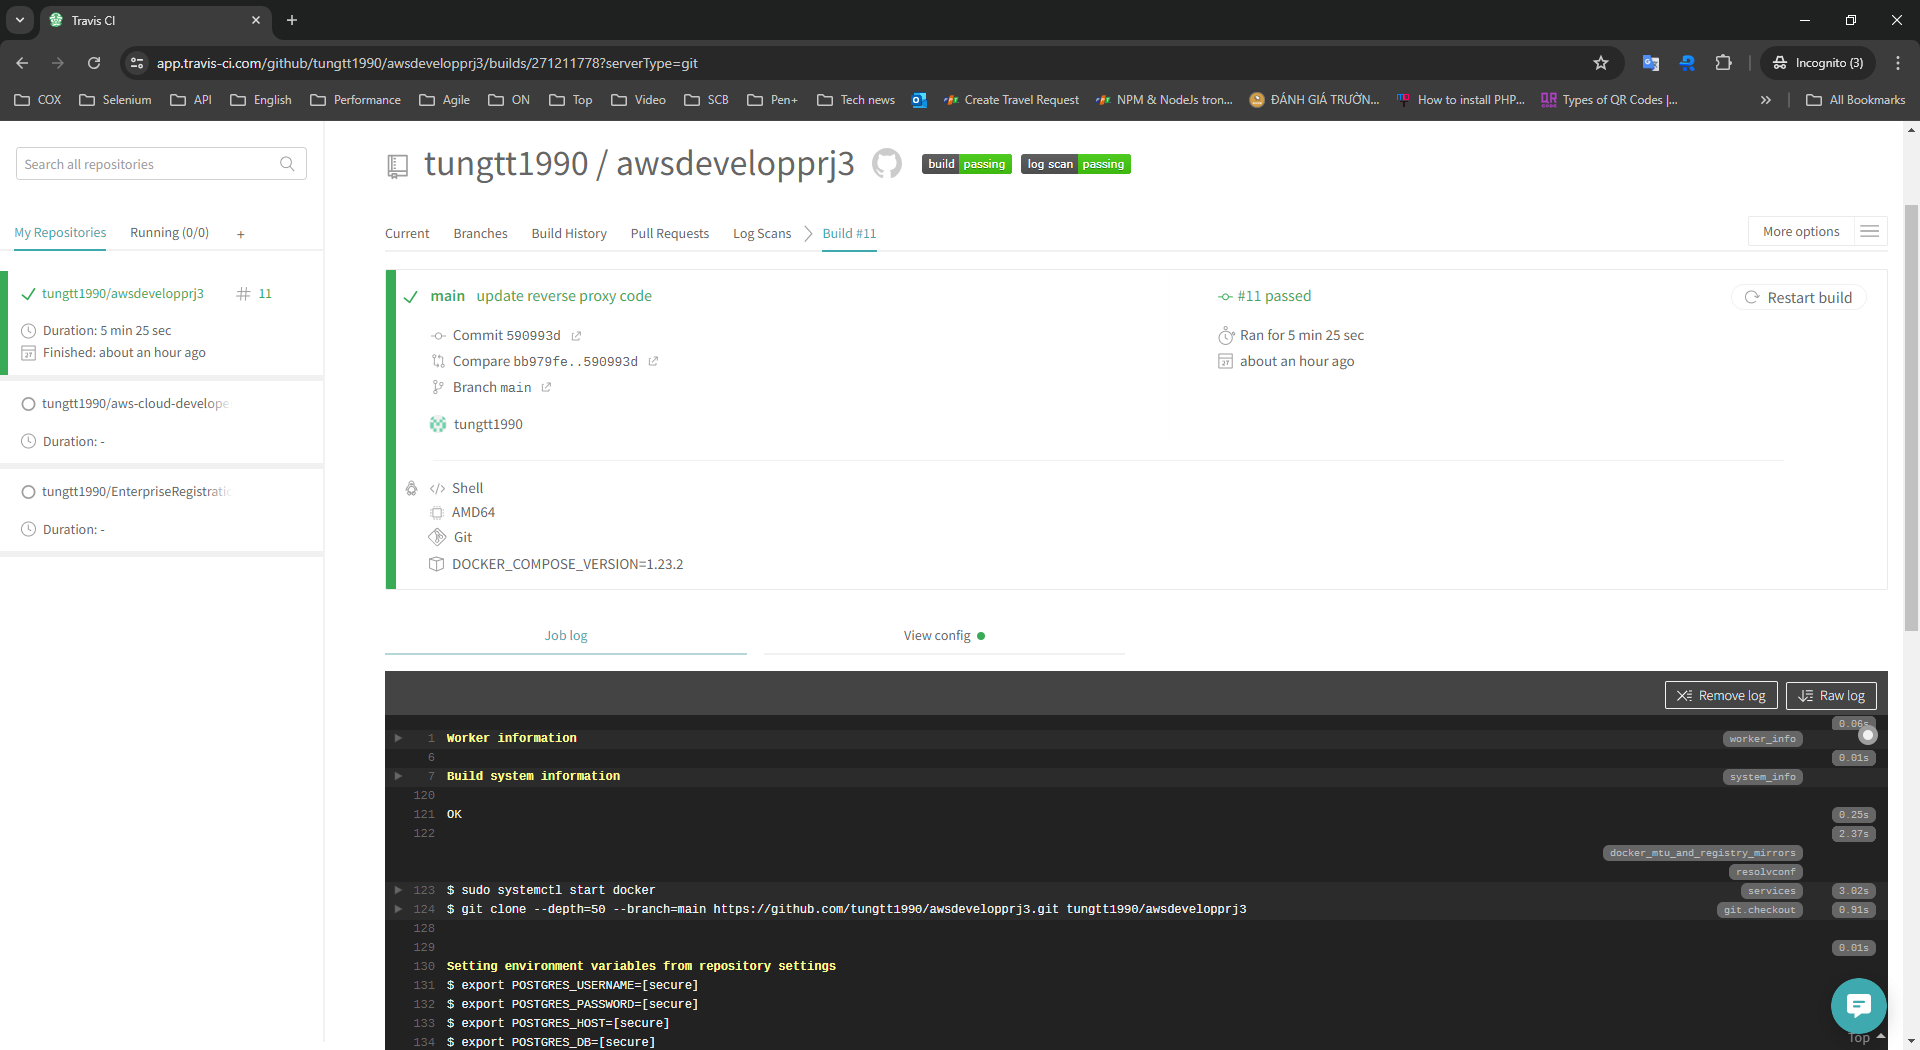 Travis CI
app.travis-ci.com/github/tungtt1990/awsdevelopprj3/builds/271211778?serverType=git
Incognito (3)
COX Selenium API English Performance Agile ON Top Video SCB Pen+ Tech news Create Travel Request NPM & NodeJs tron... ĐÁNH GIÁ TRƯỜN... How to install PHP... Types of QR Codes |... All Bookmarks
Search all repositories
My Repositories Running (0/0) +
tungtt1990/awsdevelopprj3 # 11
Duration: 5 min 25 sec
Finished: about an hour ago
tungtt1990/aws-cloud-develope
Duration: -
tungtt1990/EnterpriseRegistratio
Duration: -
tungtt1990 / awsdevelopprj3 build passing log scan passing
Current Branches Build History Pull Requests Log Scans Build #11 More options
main update reverse proxy code
Commit 590993d
Compare bb979fe..590993d
Branch main
tungtt1990
#11 passed
Ran for 5 min 25 sec
about an hour ago
Restart build
Shell
AMD64
Git
DOCKER_COMPOSE_VERSION=1.23.2
Job log View config
Remove log Raw log
0.06s
1 Worker information worker_info
6 0.01s
7 Build system information system_info
120
121 OK 0.25s
122 2.37s
docker_mtu_and_registry_mirrors
resolvconf
123 $ sudo systemctl start docker services 3.02s
124 $ git clone --depth=50 --branch=main https://github.com/tungtt1990/awsdevelopprj3.git tungtt1990/awsdevelopprj3 git.checkout 0.91s
128
129 0.01s
130 Setting environment variables from repository settings
131 $ export POSTGRES_USERNAME=[secure]
132 $ export POSTGRES_PASSWORD=[secure]
133 $ export POSTGRES_HOST=[secure]
134 $ export POSTGRES_DB=[secure]
Top